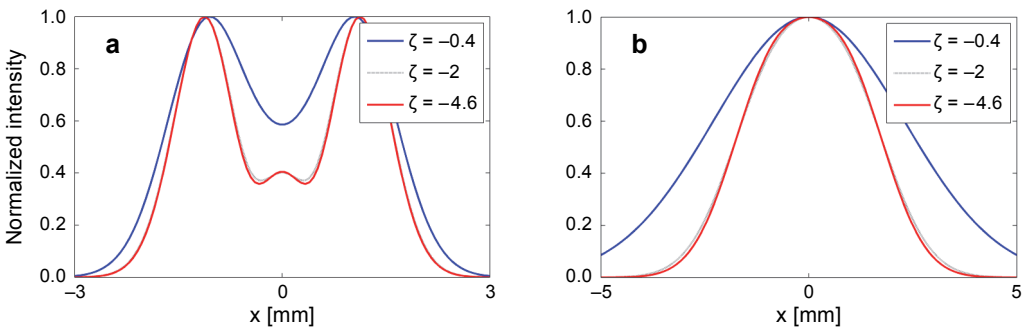 a
ζ = –0.4
ζ = –2
ζ = –4.6
Normalized intensity
1.0
0.8
0.6
0.4
0.2
0.0
–3
0
3
x [mm]
b
ζ = –0.4
ζ = –2
ζ = –4.6
1.0
0.8
0.6
0.4
0.2
0.0
–5
0
5
x [mm]